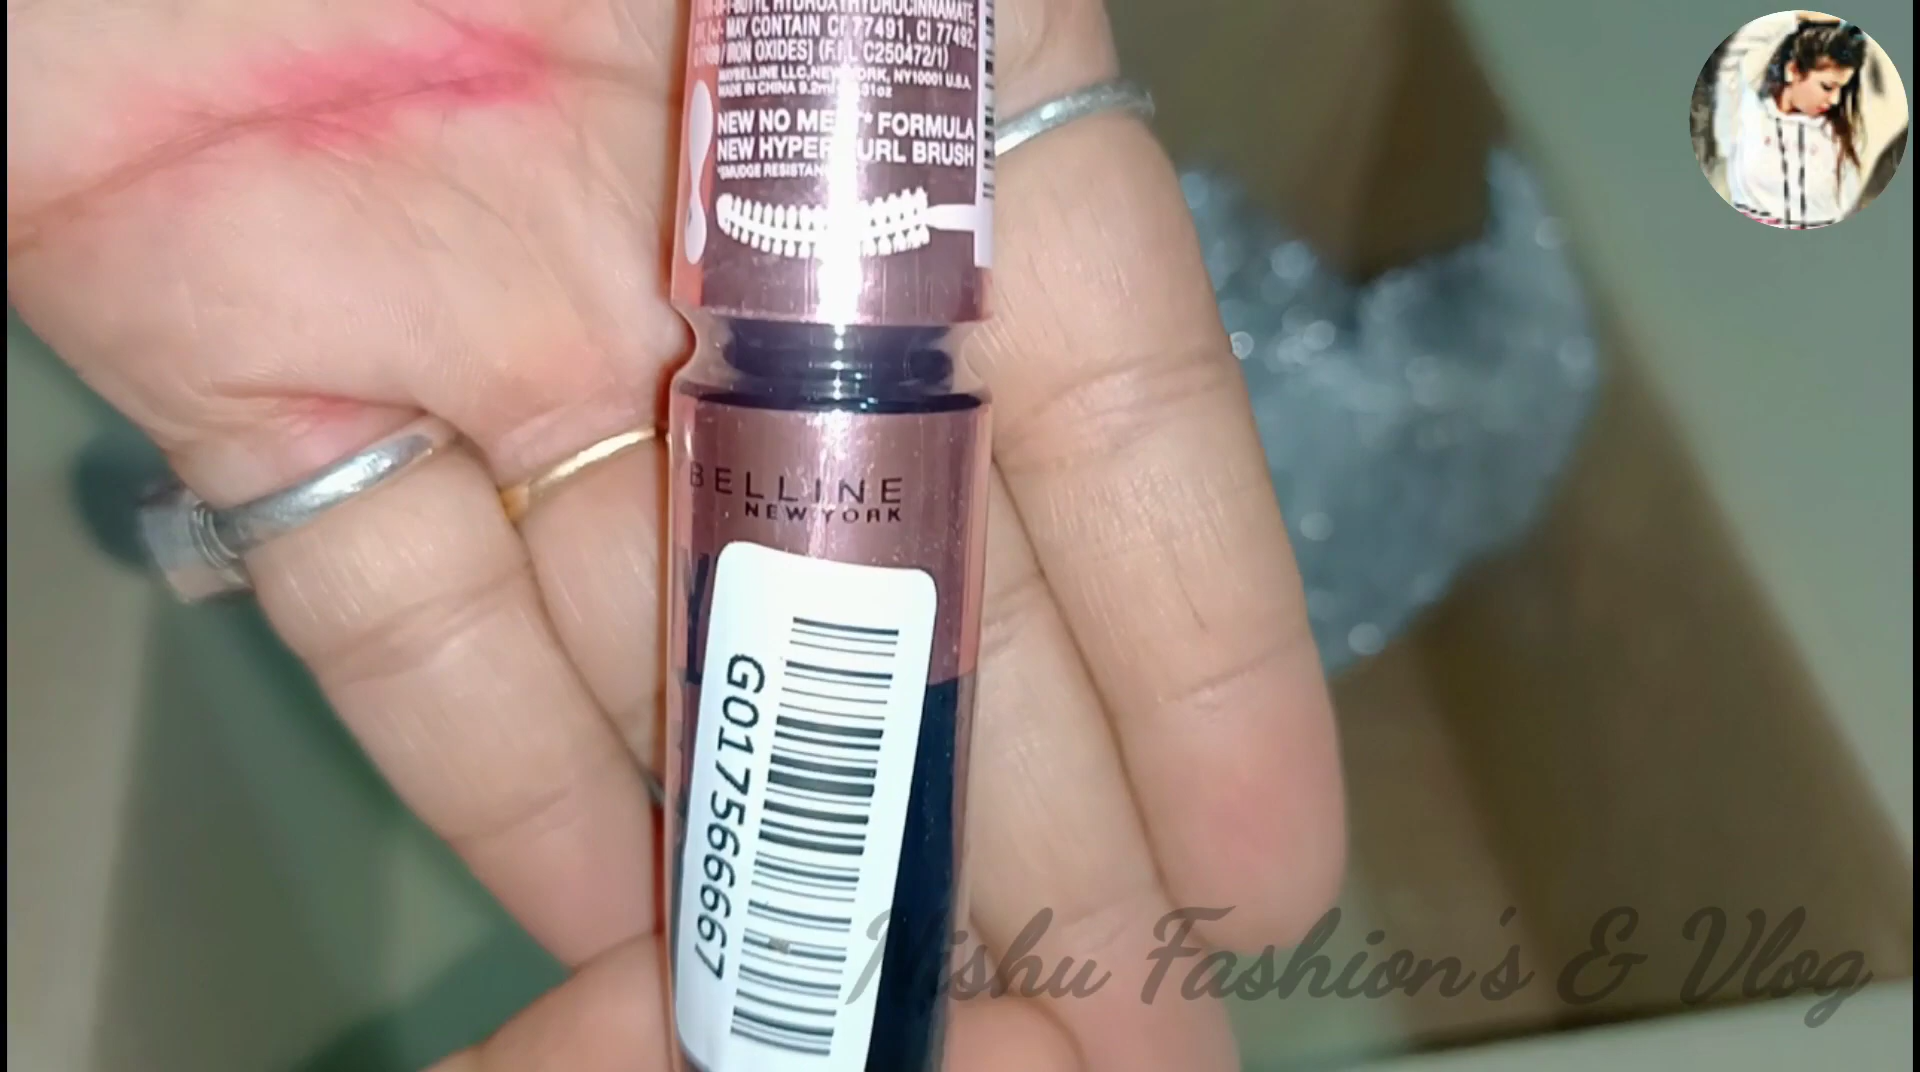 HYDROXYHYDROCINNAMATE,
MAY CONTAIN CI 77491, CI 77492,
IRON OXIDES] (F.I.L. C250472/1)
MAYBELLINE LLC, NEW YORK, NY10001 U.S.A.
MADE IN CHINA 9.2ml
NEW NO FORMULA
NEW HYPER CURL BRUSH
*SMUDGE RESISTANT
BELLINE
NEW YORK
G017566667
Nishu Fashion's & Vlog